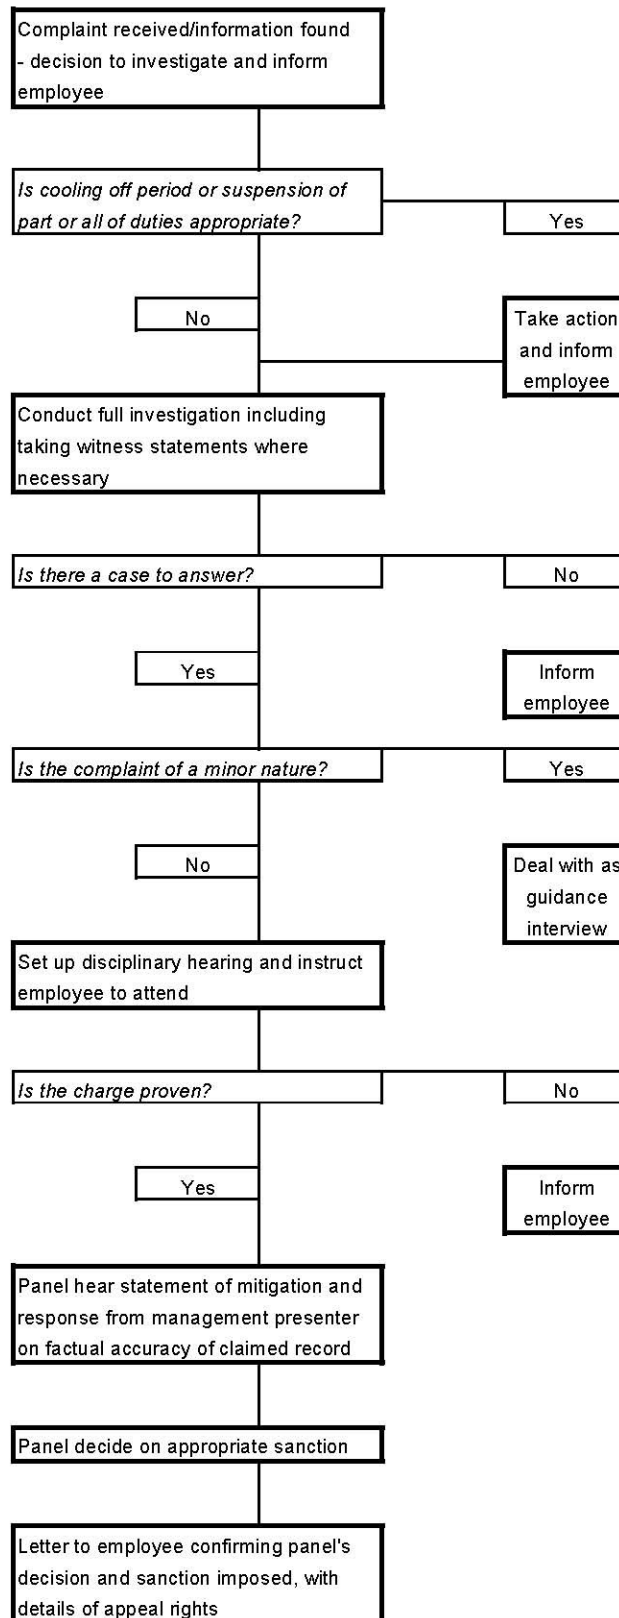 Complaint received/information found
- decision to investigate and inform
employee
Is cooling off period or suspension of
part or all of duties appropriate?
Yes
No
Take action
and inform
employee
Conduct full investigation including
taking witness statements where
necessary
Is there a case to answer?
No
Yes
Inform
employee
Is the complaint of a minor nature?
Yes
No
Deal with as
guidance
interview
Set up disciplinary hearing and instruct
employee to attend
Is the charge proven?
No
Yes
Inform
employee
Panel hear statement of mitigation and
response from management presenter
on factual accuracy of claimed record
Panel decide on appropriate sanction
Letter to employee confirming panel's
decision and sanction imposed, with
details of appeal rights